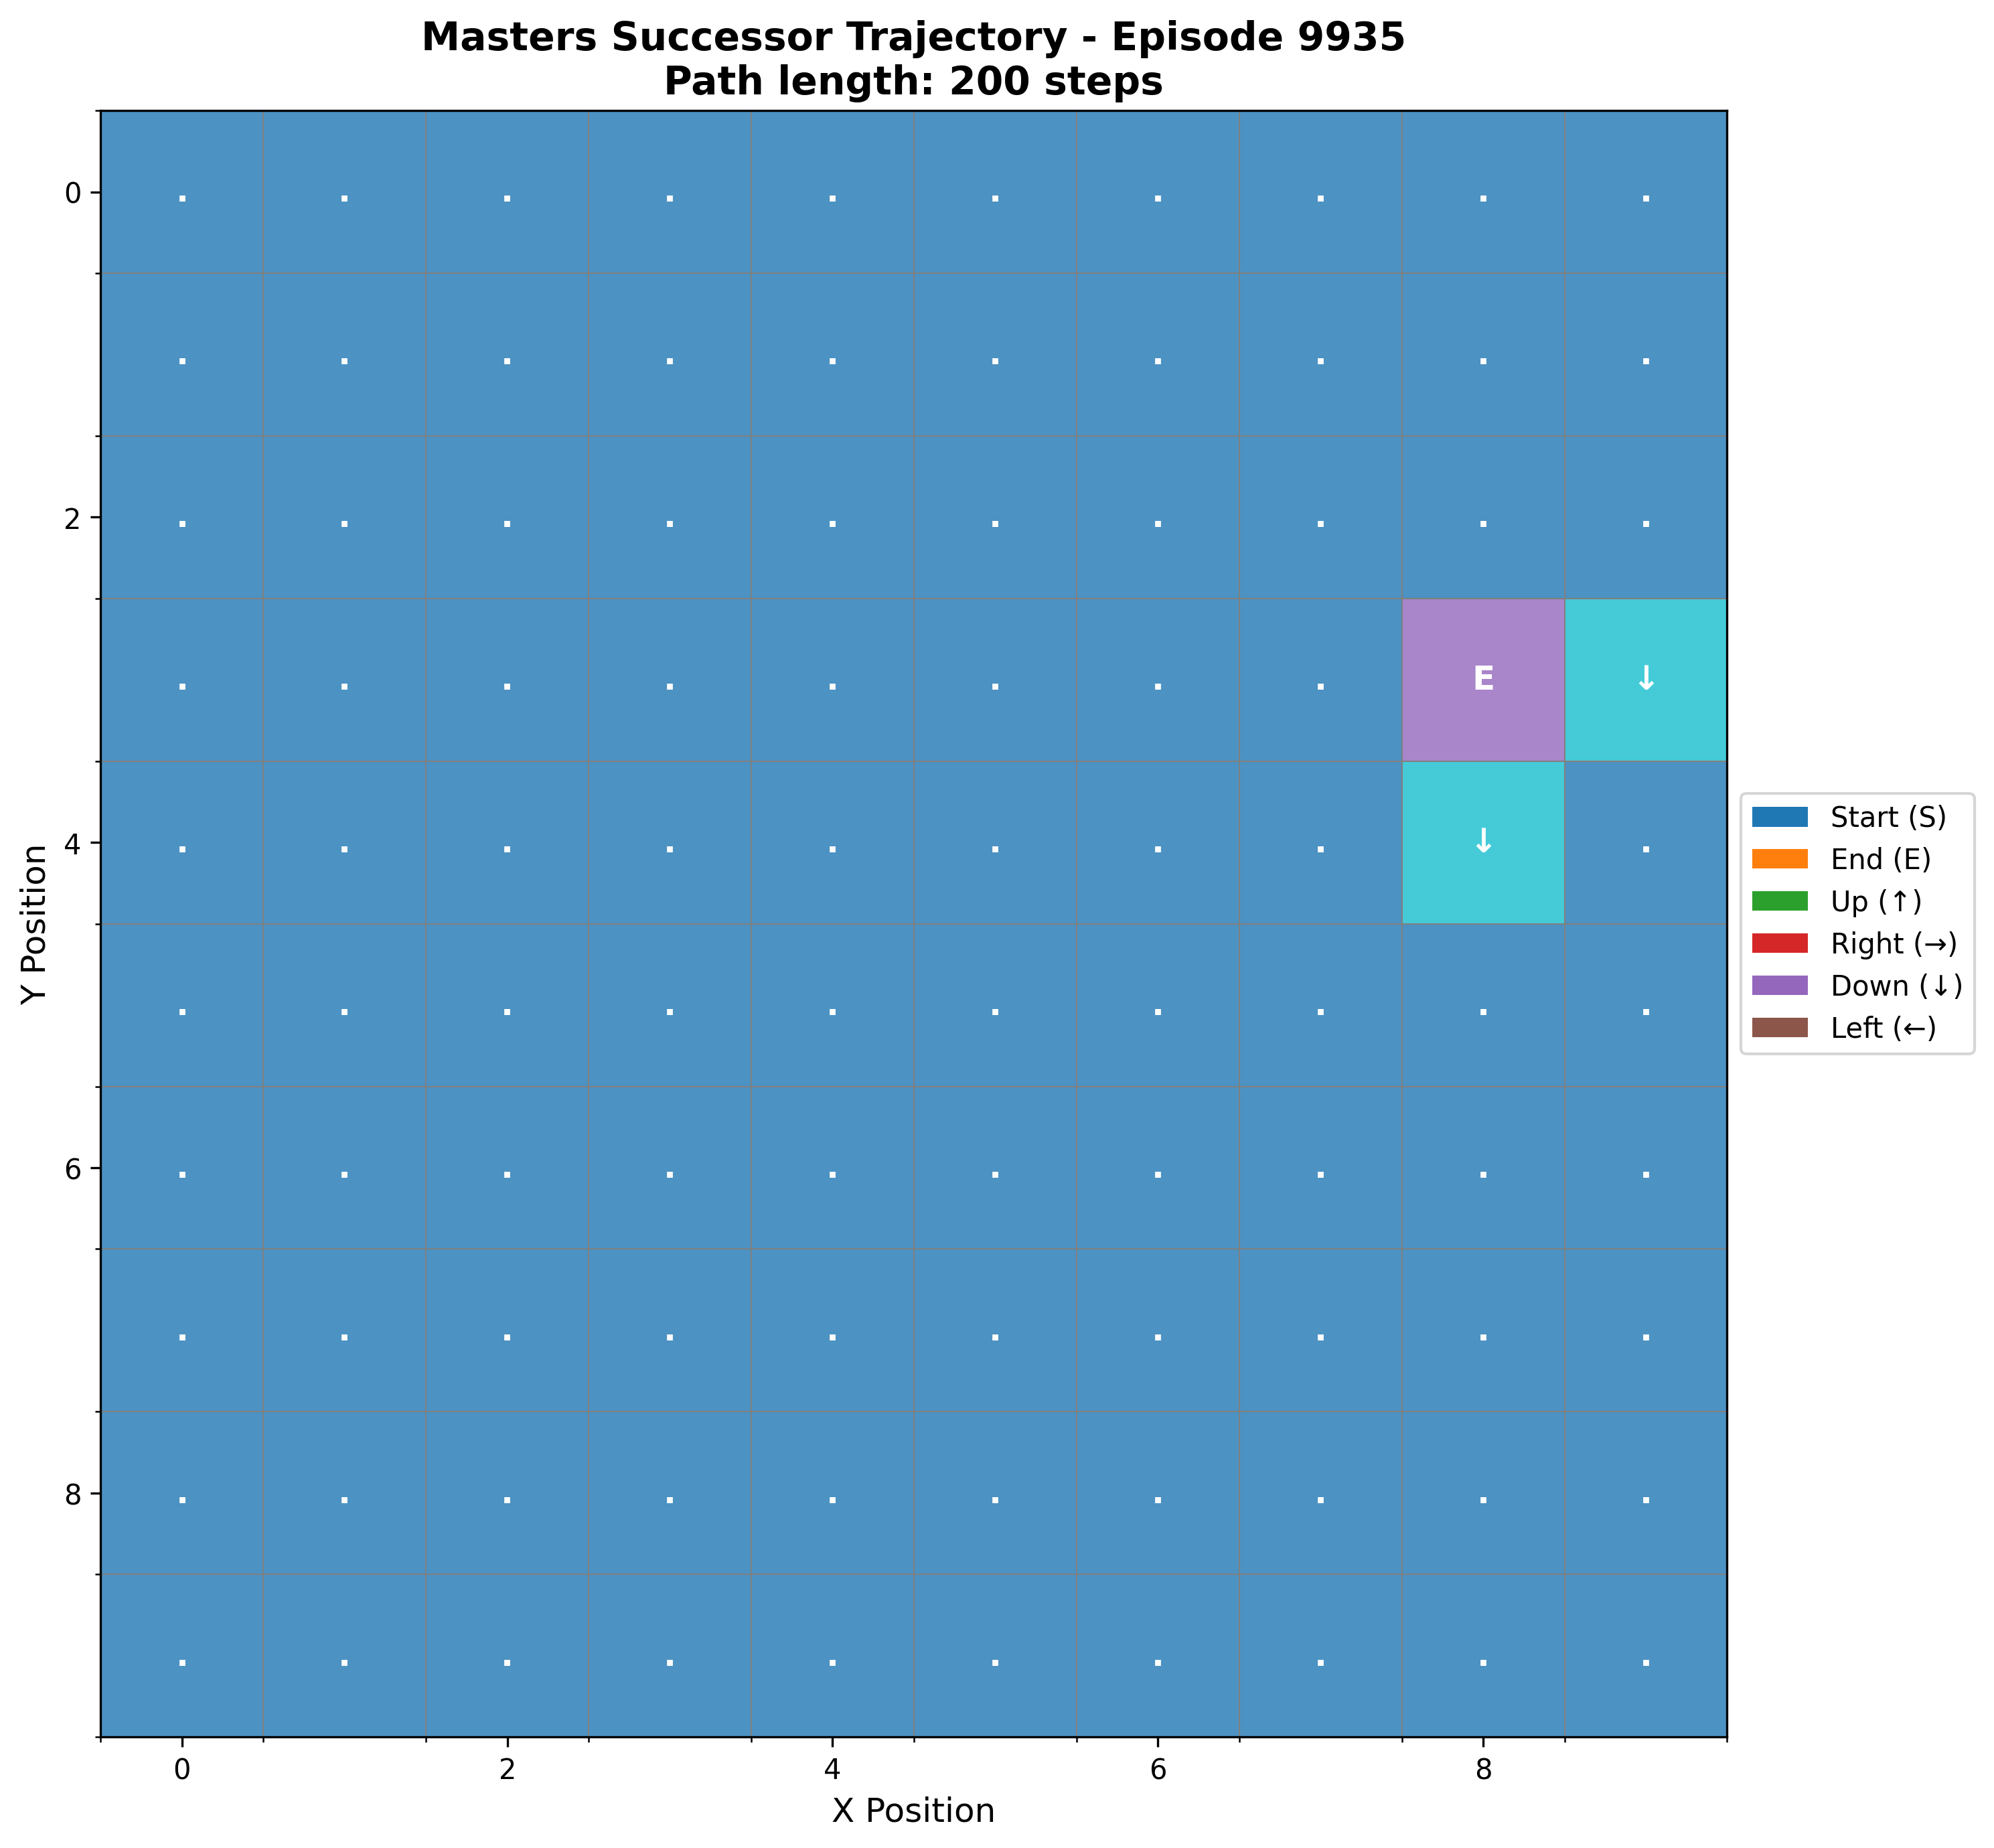 Masters Successor Trajectory - Episode 9935
Path length: 200 steps
0
2
E ↓
4
↓
6
8
Y Position
0 2 4 6 8
X Position
Start (S)
End (E)
Up (↑)
Right (→)
Down (↓)
Left (←)